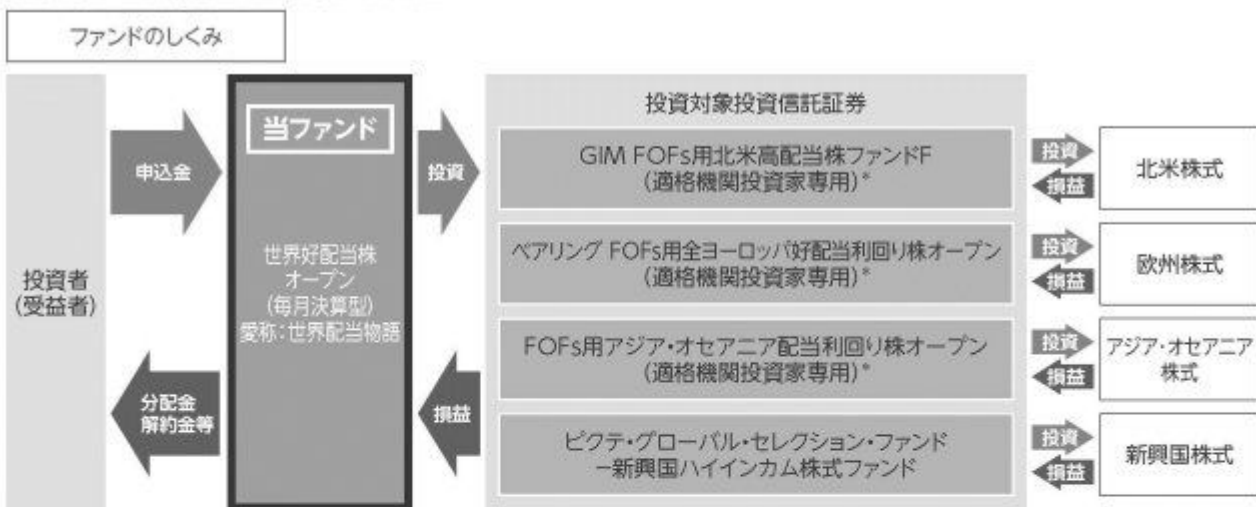 ファンドのしくみ
投資者
(受益者)
申込金
分配金
解約金等
当ファンド
世界好配当株
オープン
(毎月決算型)
愛称:世界配当物語
投資
損益
投資対象投資信託証券
GIM FOFs用北米高配当株ファンドF
(適格機関投資家専用)*
投資
損益
北米株式
ベアリング FOFs用全ヨーロッパ好配当利回り株オープン
(適格機関投資家専用)*
投資
損益
欧州株式
FOFs用アジア・オセアニア配当利回り株オープン
(適格機関投資家専用)*
投資
損益
アジア・オセアニア
株式
ピクテ・グローバル・セレクション・ファンド
−新興国ハイインカム株式ファンド
投資
損益
新興国株式